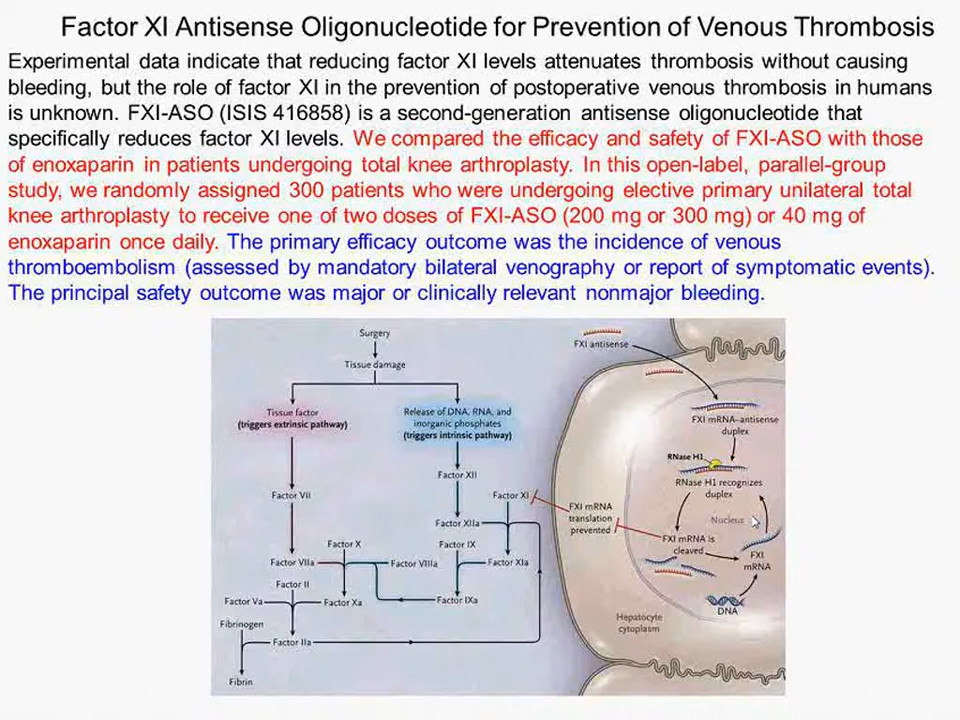 Factor XI Antisense Oligonucleotide for Prevention of Venous Thrombosis
Experimental data indicate that reducing factor XI levels attenuates thrombosis without causing
bleeding, but the role of factor XI in the prevention of postoperative venous thrombosis in humans
is unknown. FXI-ASO (ISIS 416858) is a second-generation antisense oligonucleotide that
specifically reduces factor XI levels. We compared the efficacy and safety of FXI-ASO with those
of enoxaparin in patients undergoing total knee arthroplasty. In this open-label, parallel-group
study, we randomly assigned 300 patients who were undergoing elective primary unilateral total
knee arthroplasty to receive one of two doses of FXI-ASO (200 mg or 300 mg) or 40 mg of
enoxaparin once daily. The primary efficacy outcome was the incidence of venous
thromboembolism (assessed by mandatory bilateral venography or report of symptomatic events).
The principal safety outcome was major or clinically relevant nonmajor bleeding.
Surgery
Tissue damage
Tissue factor
(triggers extrinsic pathway)
Release of DNA, RNA, and
inorganic phosphates
(triggers intrinsic pathway)
Factor XII
Factor VII
Factor XI
Factor XIIa
Factor X
Factor IX
Factor VIIa
Factor VIIIa
Factor XIa
Factor II
Factor Va
Factor Xa
Factor IXa
Fibrinogen
Factor IIa
Fibrin
FXI antisense
FXI mRNA–antisense
duplex
RNase H1
RNase H1 recognizes
duplex
FXI mRNA
translation
prevented
Nucleus
FXI mRNA is
cleaved
FXI
mRNA
DNA
Hepatocyte
cytoplasm